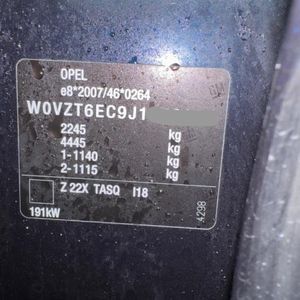 OPEL
e8*2007/46*0264
W0VZT6EC9J1
2245 kg
4445 kg
1-1140 kg
2-1115 kg
Z 22X TASQ I18
191kW
4298